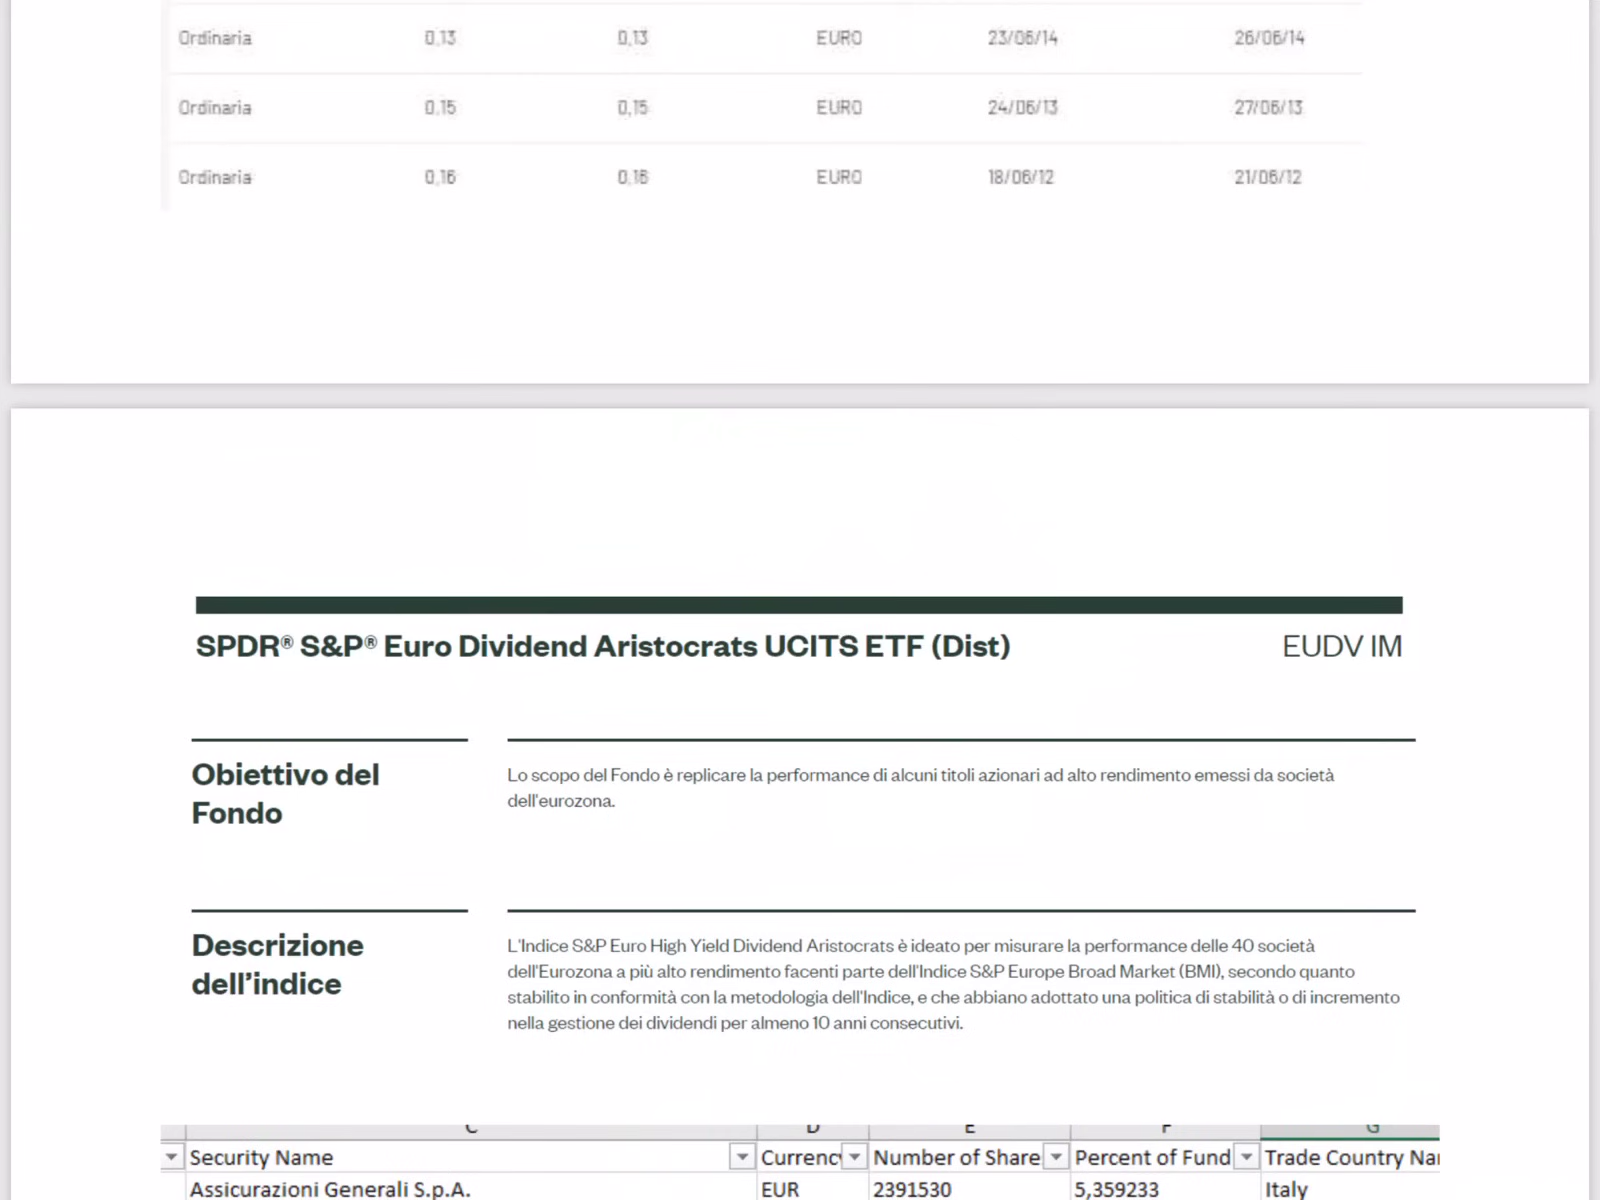 Ordinaria 0,13 0,13 EURO 23/06/14 26/06/14
Ordinaria 0,15 0,15 EURO 24/06/13 27/06/13
Ordinaria 0,16 0,16 EURO 18/06/12 21/06/12
SPDR® S&P® Euro Dividend Aristocrats UCITS ETF (Dist) EUDV IM
Obiettivo del
Fondo
Lo scopo del Fondo è replicare la performance di alcuni titoli azionari ad alto rendimento emessi da società
dell'eurozona.
Descrizione
dell'indice
L'Indice S&P Euro High Yield Dividend Aristocrats è ideato per misurare la performance delle 40 società
dell'Eurozona a più alto rendimento facenti parte dell'Indice S&P Europe Broad Market (BMI), secondo quanto
stabilito in conformità con la metodologia dell'Indice, e che abbiano adottato una politica di stabilità o di incremento
nella gestione dei dividendi per almeno 10 anni consecutivi.
C D E F G
Security Name Currenc Number of Share Percent of Fund Trade Country Nar
Assicurazioni Generali S.p.A. EUR 2391530 5,359233 Italy